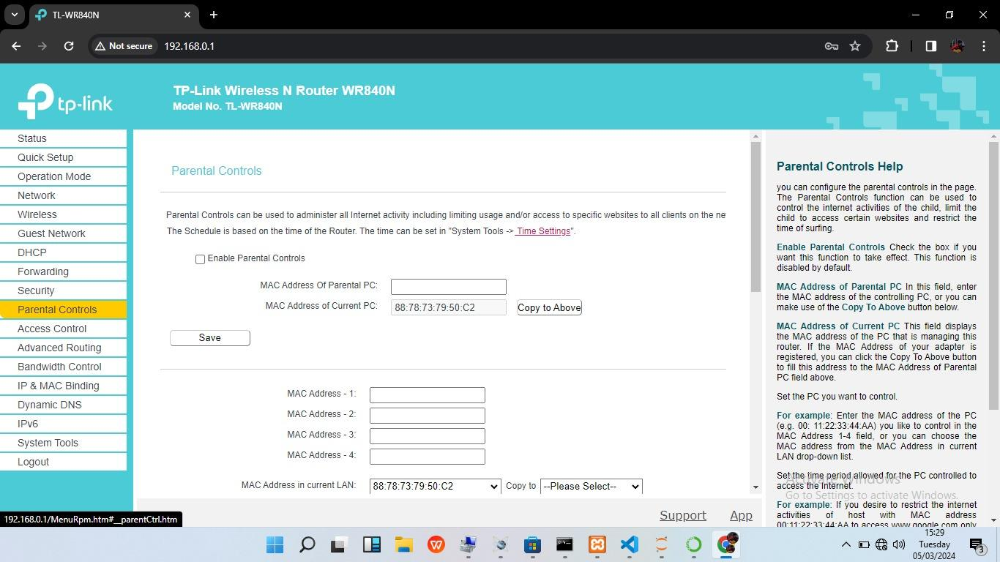 TL-WR840N
Not secure
192.168.0.1
tp-link
TP-Link Wireless N Router WR840N
Model No. TL-WR840N
Status
Quick Setup
Operation Mode
Network
Wireless
Guest Network
DHCP
Forwarding
Security
Parental Controls
Access Control
Advanced Routing
Bandwidth Control
IP & MAC Binding
Dynamic DNS
IPv6
System Tools
Logout
Parental Controls
Parental Controls can be used to administer all Internet activity including limiting usage and/or access to specific websites to all clients on the ne
The Schedule is based on the time of the Router. The time can be set in "System Tools -> Time Settings".
Enable Parental Controls
MAC Address Of Parental PC:
MAC Address of Current PC: 88:78:73:79:50:C2 Copy to Above
Save
MAC Address - 1:
MAC Address - 2:
MAC Address - 3:
MAC Address - 4:
MAC Address in current LAN: 88:78:73:79:50:C2 Copy to --Please Select--
Parental Controls Help
you can configure the parental controls in the page.
The Parental Controls function can be used to
control the internet activities of the child, limit the
child to access certain websites and restrict the
time of surfing.
Enable Parental Controls Check the box if you
want this function to take effect. This function is
disabled by default.
MAC Address of Parental PC In this field, enter
the MAC address of the controlling PC, or you can
make use of the Copy To Above button below.
MAC Address of Current PC This field displays
the MAC address of the PC that is managing this
router. If the MAC Address of your adapter is
registered, you can click the Copy To Above button
to fill this address to the MAC Address of Parental
PC field above.
Set the PC you want to control.
For example: Enter the MAC address of the PC
(e.g. 00: 11:22:33:44:AA) you like to control in the
MAC Address 1-4 field, or you can choose the
MAC address from the MAC Address in current
LAN drop-down list.
Set the time period allowed for the PC controlled to
access the Internet.
For example: If you desire to restrict the internet
activities of host with MAC address
00:11:22:33:44:AA to access www.google.com only
Activate Windows
Go to Settings to activate Windows.
Support
App
192.168.0.1/MenuRpm.htm#__parentCtrl.htm
15:29
Tuesday
05/03/2024
3